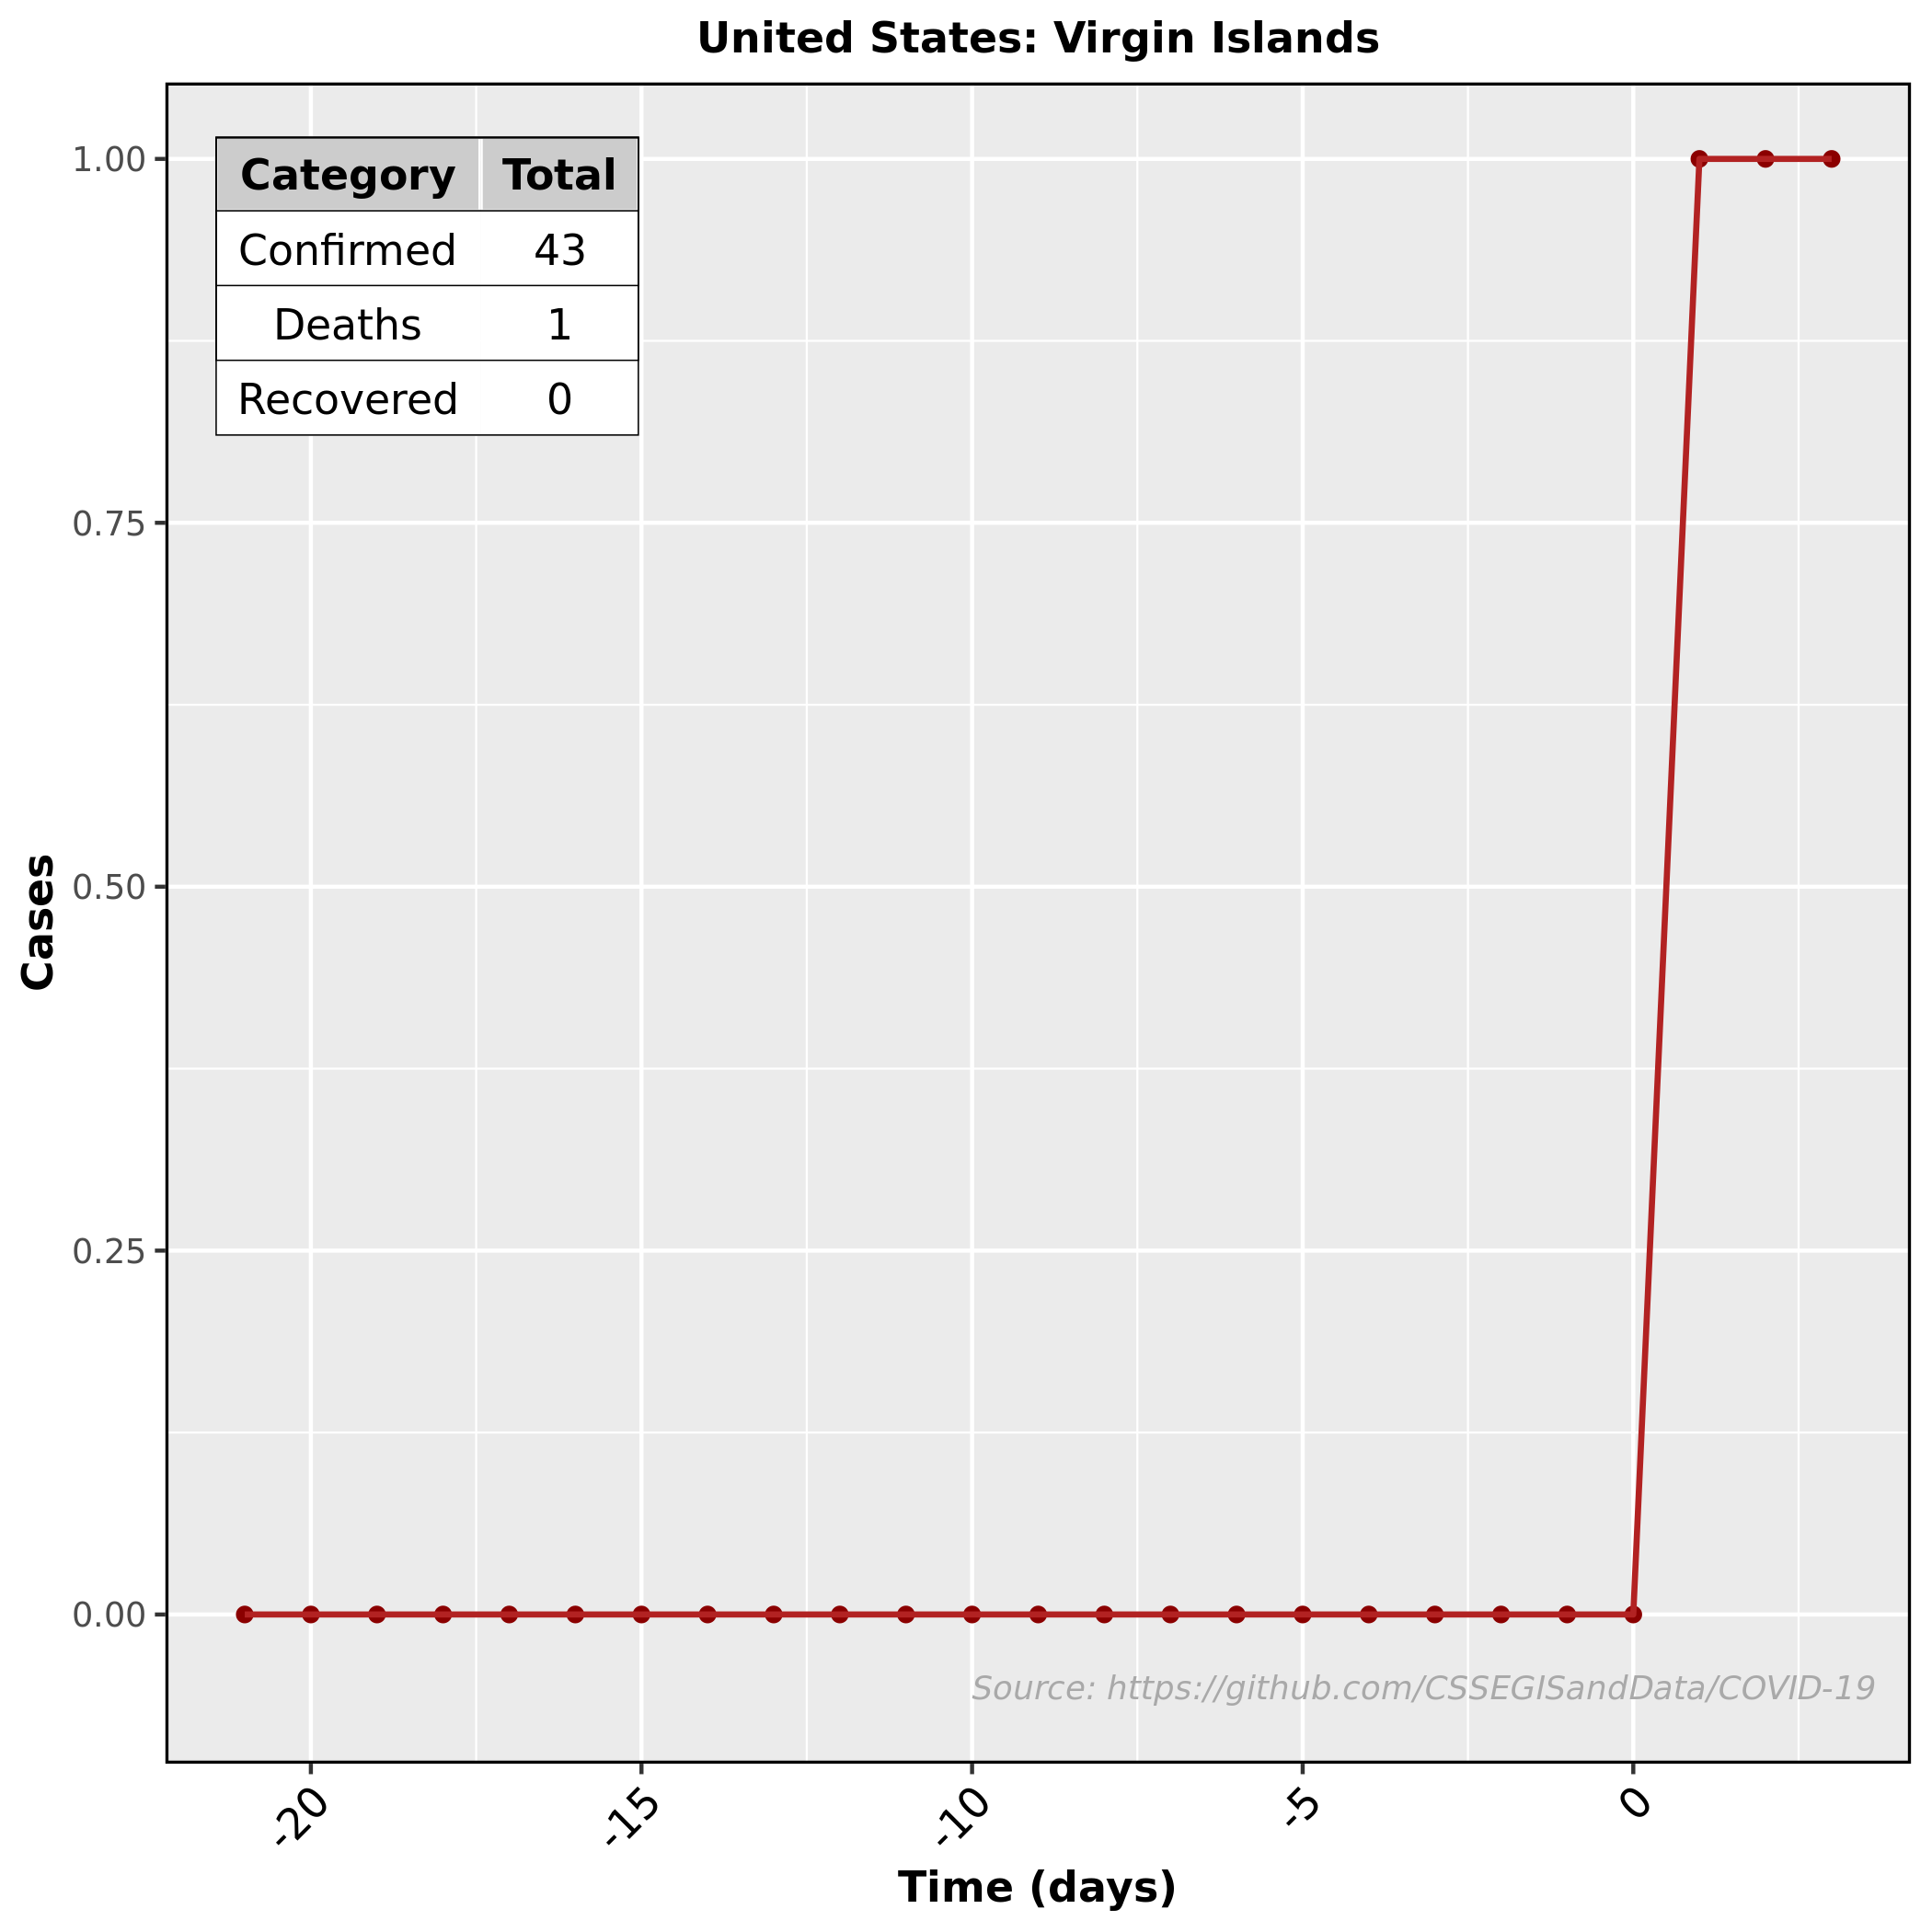 United States: Virgin Islands
Category Total
Confirmed 43
Deaths 1
Recovered 0
1.00
0.75
0.50
0.25
0.00
Cases
Source: https://github.com/CSSEGISandData/COVID-19
-20 -15 -10 -5 0
Time (days)